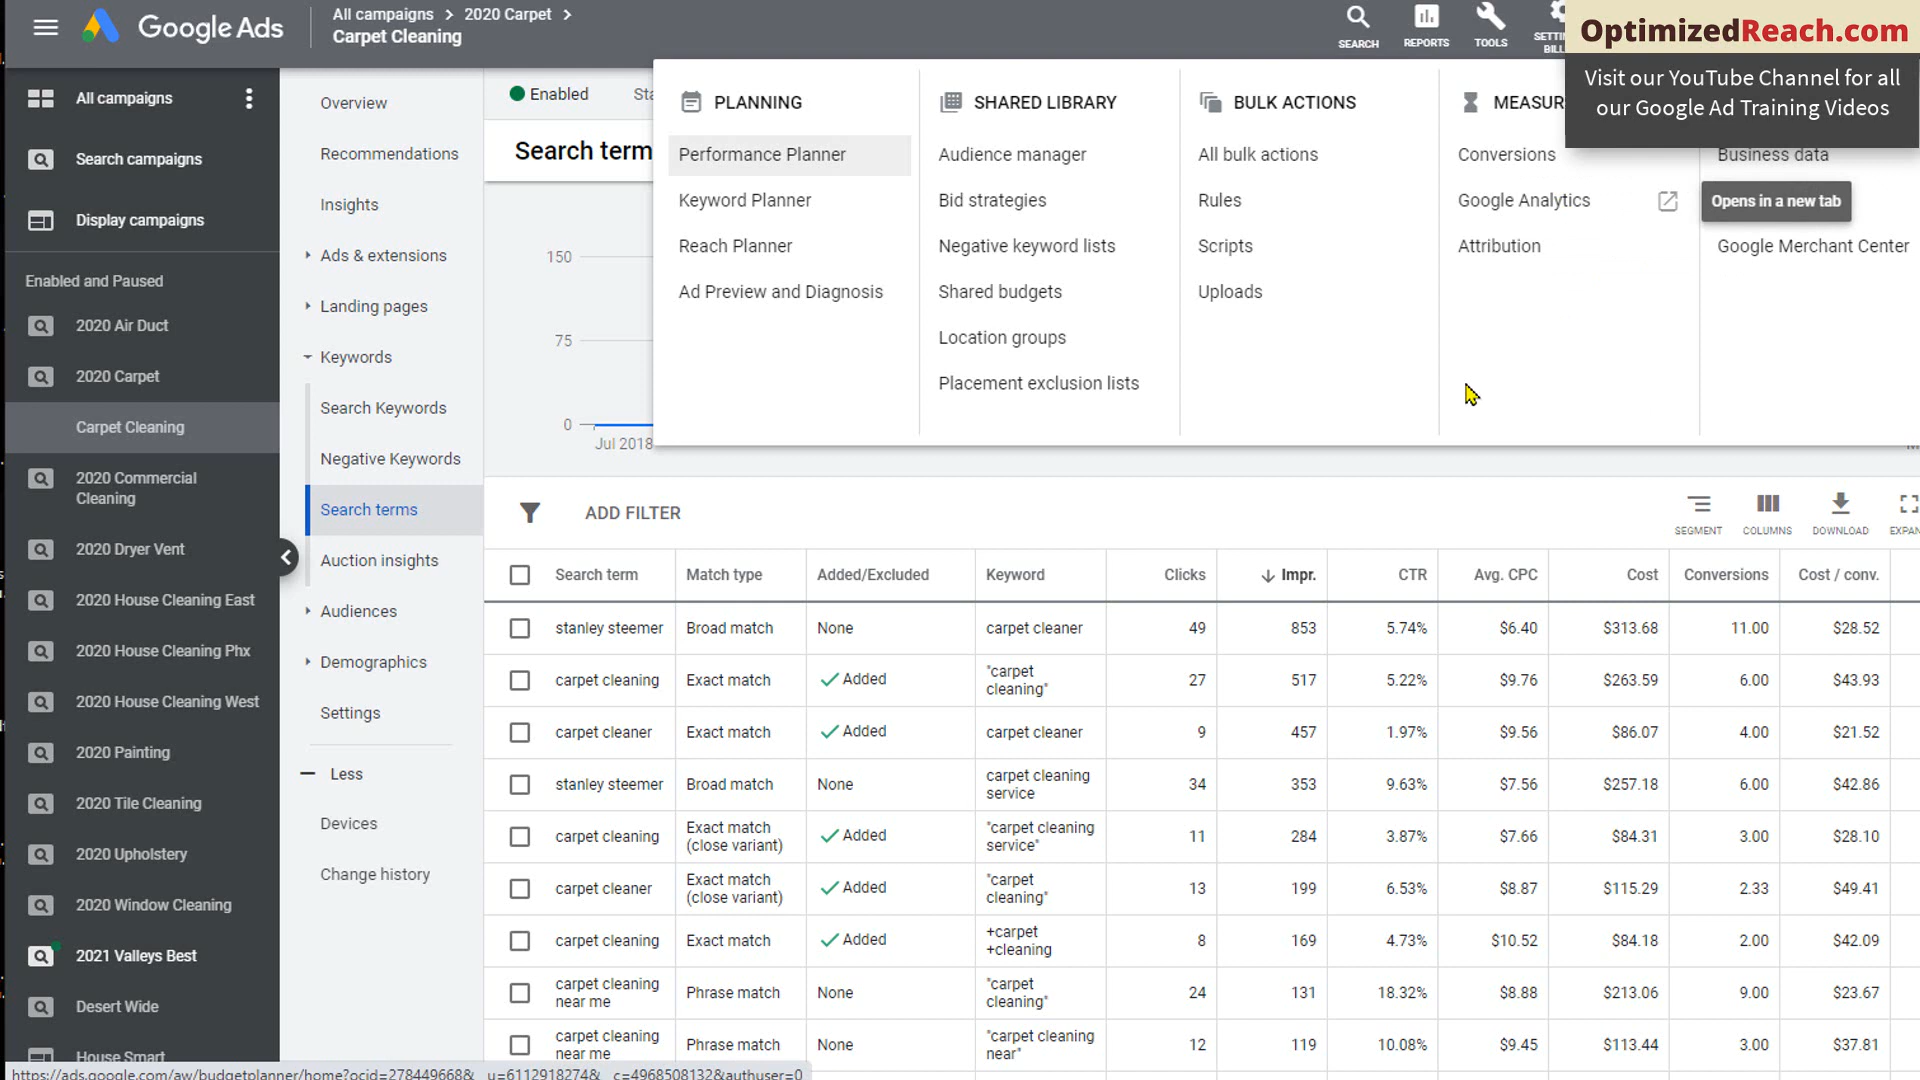 Google Ads
All campaigns > 2020 Carpet >
Carpet Cleaning
SEARCH
REPORTS
TOOLS
OptimizedReach.com
Visit our YouTube Channel for all
our Google Ad Training Videos
All campaigns
Search campaigns
Display campaigns
Enabled and Paused
2020 Air Duct
2020 Carpet
Carpet Cleaning
2020 Commercial
Cleaning
2020 Dryer Vent
2020 House Cleaning East
2020 House Cleaning Phx
2020 House Cleaning West
2020 Painting
2020 Tile Cleaning
2020 Upholstery
2020 Window Cleaning
2021 Valleys Best
Desert Wide
House Smart
Overview
Recommendations
Insights
Ads & extensions
Landing pages
Keywords
Search Keywords
Negative Keywords
Search terms
Auction insights
Audiences
Demographics
Settings
Less
Devices
Change history
Enabled
Search term
150
75
0
Jul 2018
PLANNING
Performance Planner
Keyword Planner
Reach Planner
Ad Preview and Diagnosis
SHARED LIBRARY
Audience manager
Bid strategies
Negative keyword lists
Shared budgets
Location groups
Placement exclusion lists
BULK ACTIONS
All bulk actions
Rules
Scripts
Uploads
MEASUR
Conversions
Google Analytics
Attribution
Business data
Opens in a new tab
Google Merchant Center
ADD FILTER
SEGMENT
COLUMNS
DOWNLOAD
EXPAN
Search term Match type Added/Excluded Keyword Clicks Impr. CTR Avg. CPC Cost Conversions Cost / conv.
stanley steemer Broad match None carpet cleaner 49 853 5.74% $6.40 $313.68 11.00 $28.52
carpet cleaning Exact match Added "carpet
cleaning" 27 517 5.22% $9.76 $263.59 6.00 $43.93
carpet cleaner Exact match Added carpet cleaner 9 457 1.97% $9.56 $86.07 4.00 $21.52
stanley steemer Broad match None carpet cleaning
service 34 353 9.63% $7.56 $257.18 6.00 $42.86
carpet cleaning Exact match
(close variant) Added "carpet cleaning
service" 11 284 3.87% $7.66 $84.31 3.00 $28.10
carpet cleaner Exact match
(close variant) Added "carpet
cleaning" 13 199 6.53% $8.87 $115.29 2.33 $49.41
carpet cleaning Exact match Added +carpet
+cleaning 8 169 4.73% $10.52 $84.18 2.00 $42.09
carpet cleaning
near me Phrase match None "carpet
cleaning" 24 131 18.32% $8.88 $213.06 9.00 $23.67
carpet cleaning
near me Phrase match None "carpet cleaning
near" 12 119 10.08% $9.45 $113.44 3.00 $37.81
https://ads.google.com/aw/budgetplanner/home?ocid=278449668&__u=6112918274&__c=4968508132&authuser=0